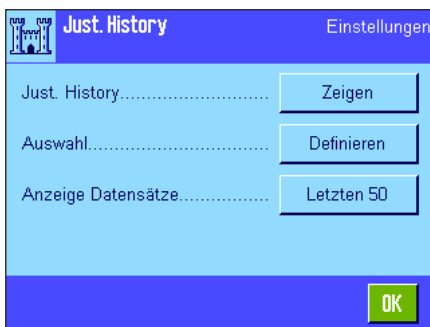 Just. History Einstellungen
Just. History........................... Zeigen
Auswahl................................. Definieren
Anzeige Datensätze................ Letzten 50
OK